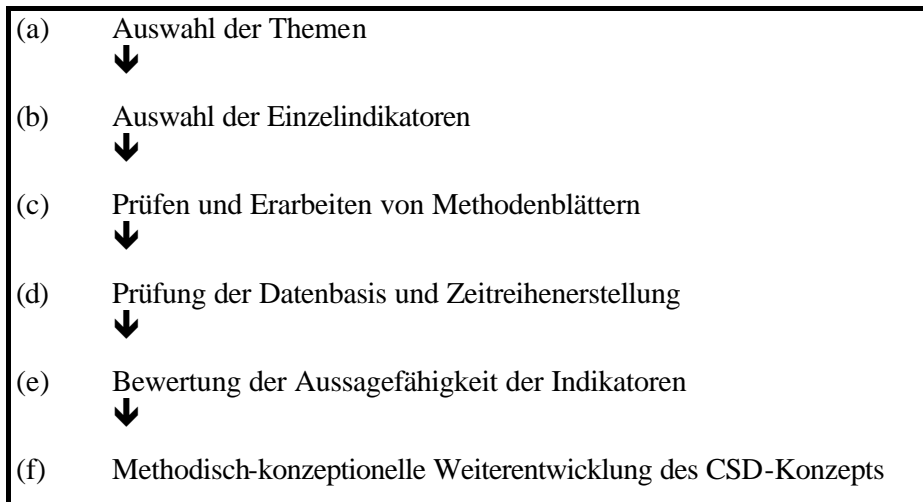 (a) Auswahl der Themen
(b) Auswahl der Einzelindikatoren
(c) Prüfen und Erarbeiten von Methodenblättern
(d) Prüfung der Datenbasis und Zeitreihenerstellung
(e) Bewertung der Aussagefähigkeit der Indikatoren
(f) Methodisch-konzeptionelle Weiterentwicklung des CSD-Konzepts